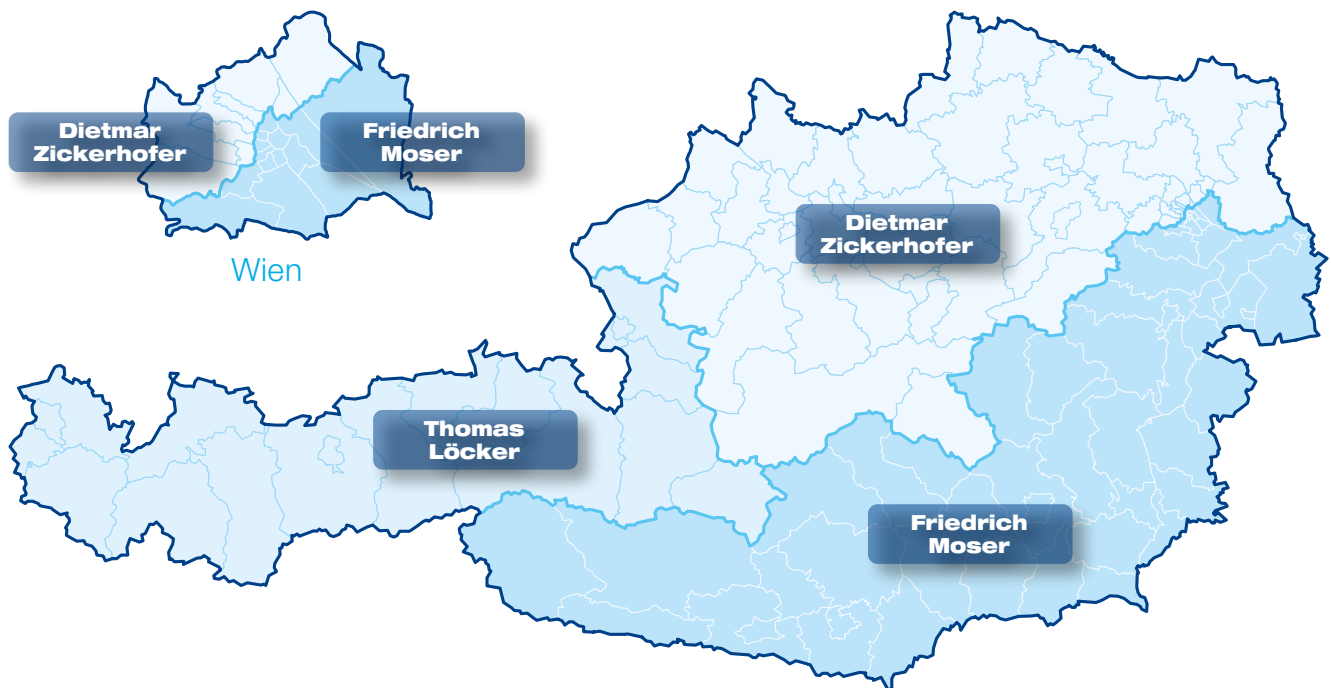 Dietmar
Zickerhofer
Friedrich
Moser
Wien
Dietmar
Zickerhofer
Thomas
Löcker
Friedrich
Moser